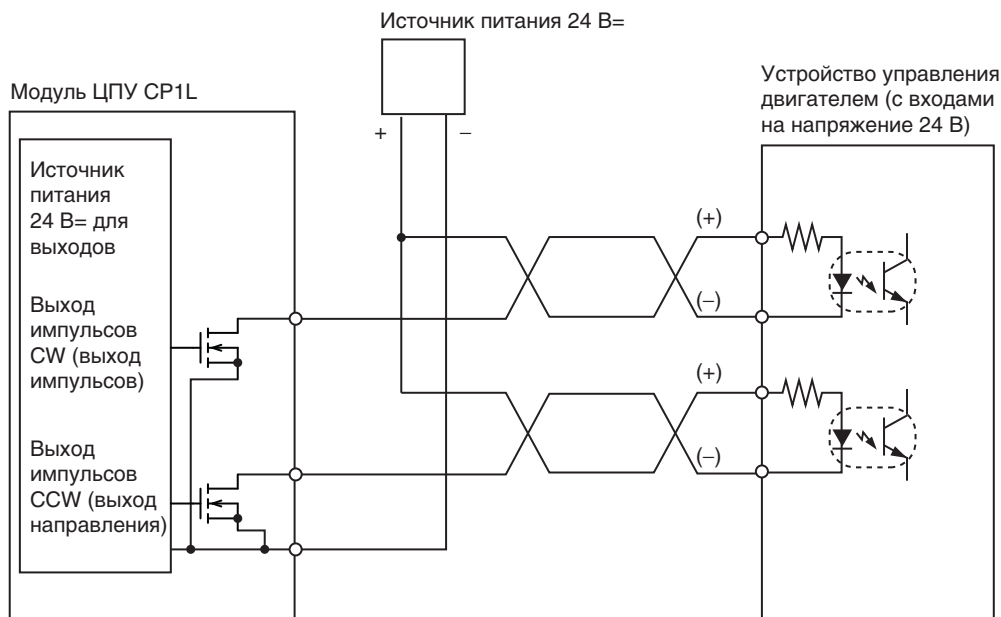 Источник питания 24 В=
Модуль ЦПУ CP1L
Устройство управления
двигателем (с входами
на напряжение 24 В)
+
–
Источник
питания
24 В= для
выходов
Выход
импульсов
CW (выход
импульсов)
Выход
импульсов
CCW (выход
направления)
(+)
(–)
(+)
(–)